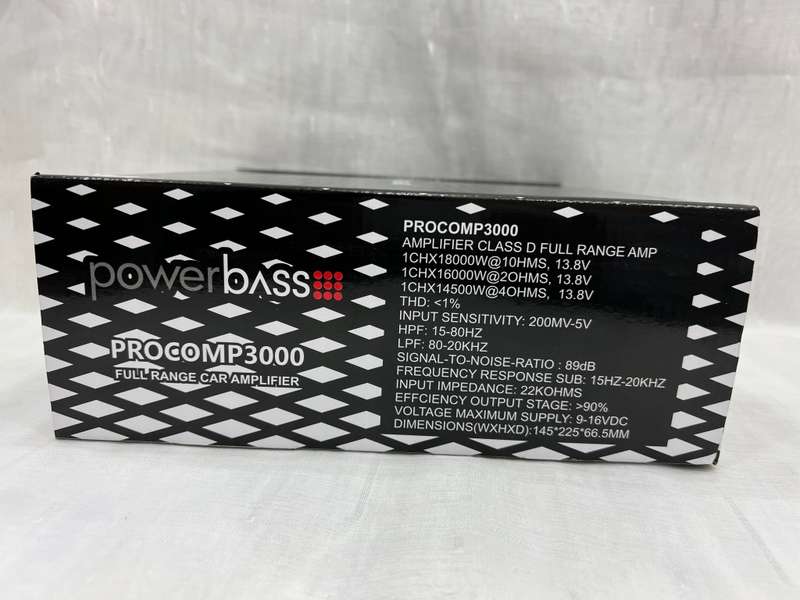 powerbass
PROCOMP3000
FULL RANGE CAR AMPLIFIER
PROCOMP3000
AMPLIFIER CLASS D FULL RANGE AMP
1CHX18000W@1OHMS, 13.8V
1CHX16000W@2OHMS, 13.8V
1CHX14500W@4OHMS, 13.8V
THD: <1%
INPUT SENSITIVITY: 200MV-5V
HPF: 15-80HZ
LPF: 80-20KHZ
SIGNAL-TO-NOISE-RATIO : 89dB
FREQUENCY RESPONSE SUB: 15HZ-20KHZ
INPUT IMPEDANCE: 22KOHMS
EFFCIENCY OUTPUT STAGE: >90%
VOLTAGE MAXIMUM SUPPLY: 9-16VDC
DIMENSIONS(WXHXD):145*225*66.5MM